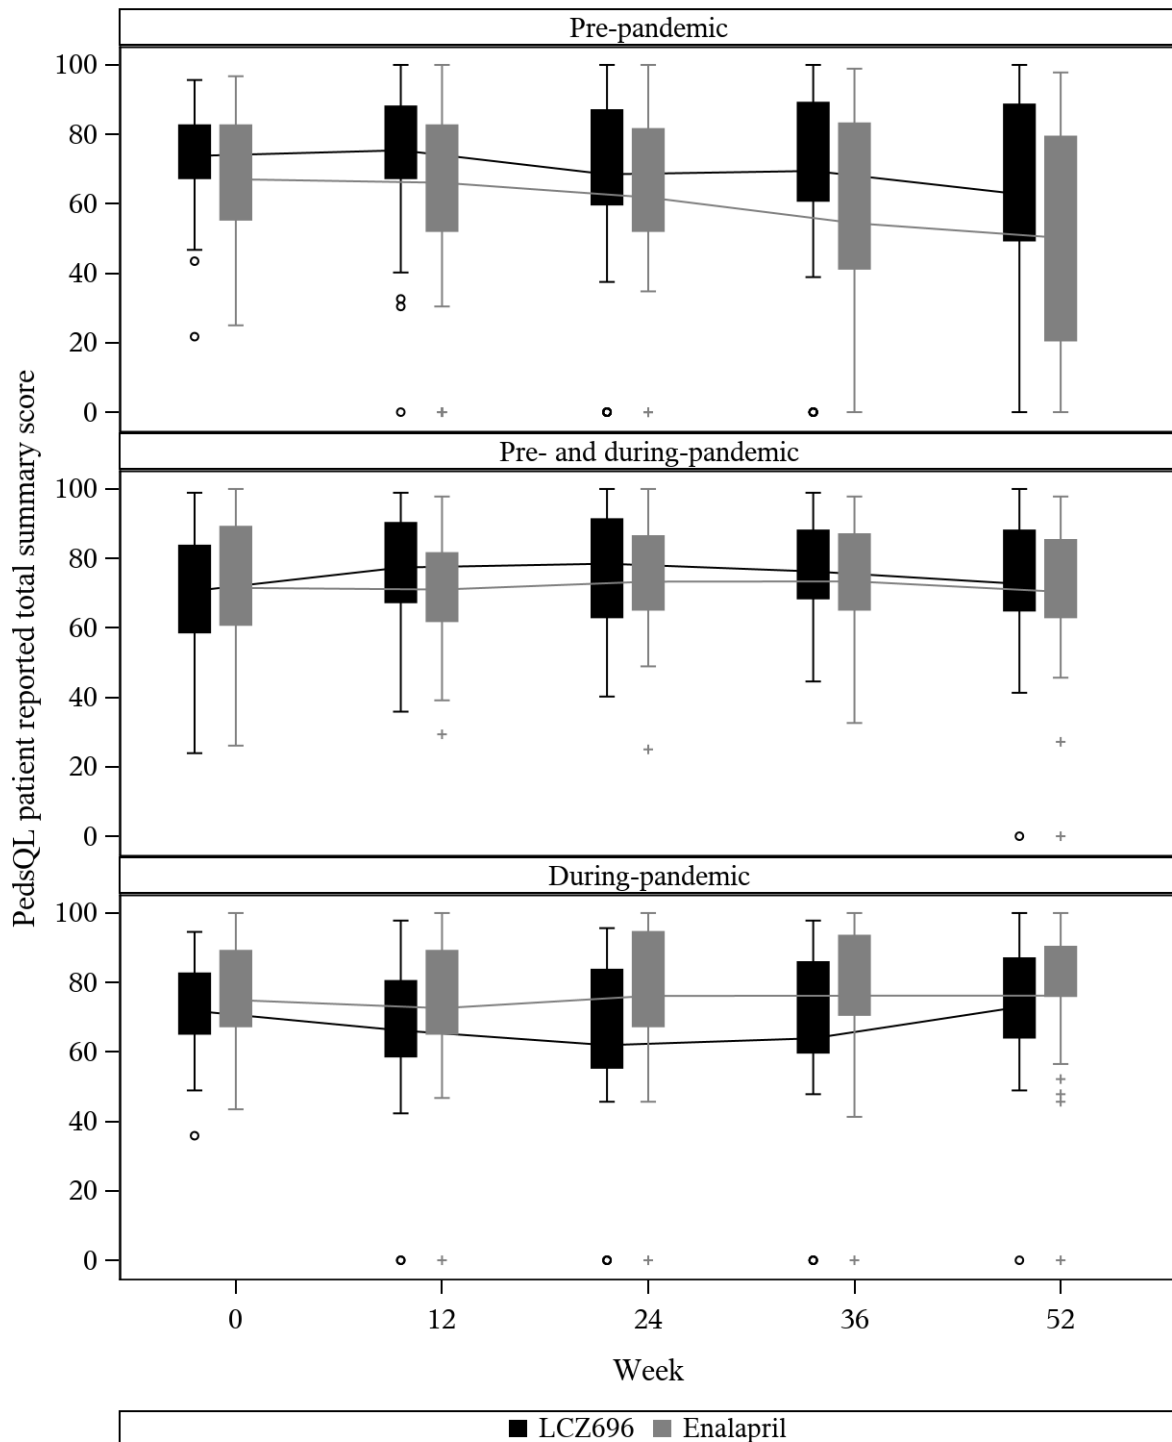 Pre-pandemic
100
80
60
40
20
0
Pre- and during-pandemic
100
80
60
40
20
0
During-pandemic
100
80
60
40
20
0
PedsQL patient reported total summary score
0 12 24 36 52
Week
LCZ696 Enalapril